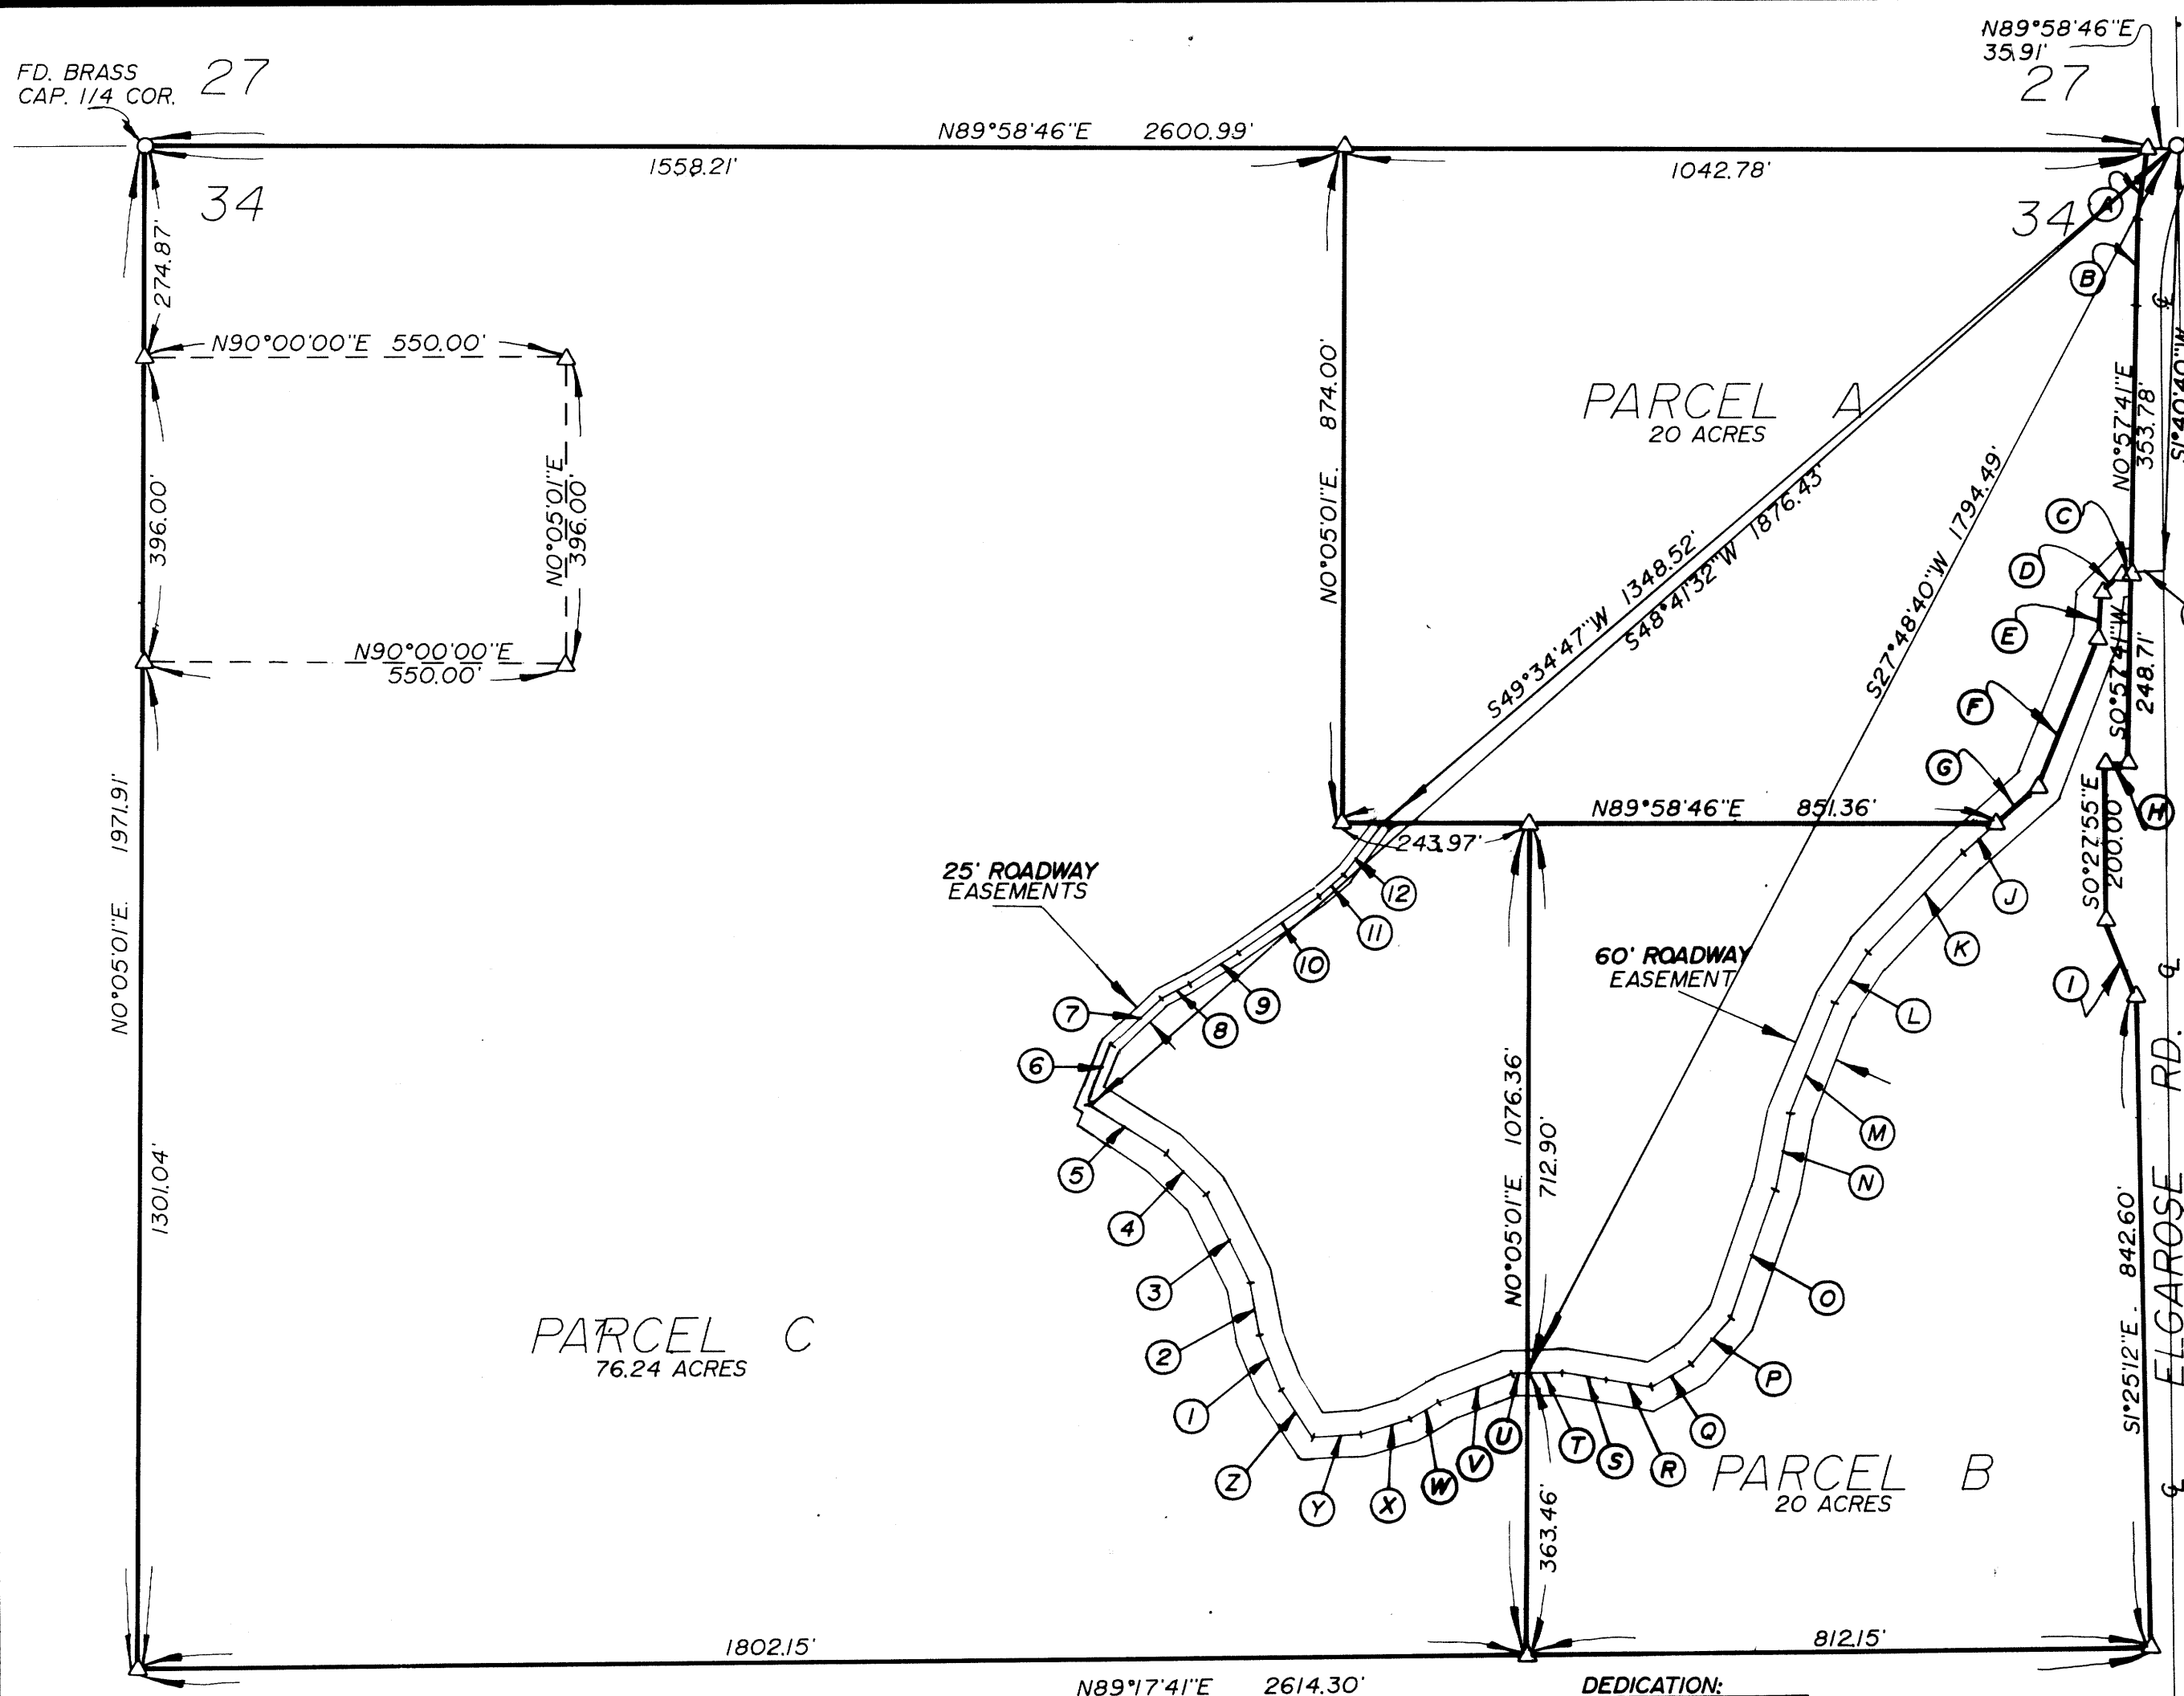 N89°58'46"E
35.91'
FD. BRASS
CAP. 1/4 COR.
27
27
N89°58'46"E 2600.99'
1558.21'
1042.78'
34
34
A
B
274.87'
N90°00'00"E 550.00'
396.00'
N0°05'01"E
396.00'
N90°00'00"E
550.00'
N0°05'01"E. 874.00'
PARCEL A
20 ACRES
S49°34'47"W 1348.52'
S48°41'32"W 1876.43'
S27°48'40"W 1794.49'
N0°57'41"E
353.78'
S1°40'40"W
C
D
E
F
G
S0°57'41"W
248.71'
H
S0°27'55"E
200.00'
I
J
K
L
M
N
O
P
Q
R
S
T
U
V
W
X
Y
Z
1
2
3
4
5
6
7
8
9
10
11
12
N89°58'46"E 851.36'
243.97'
25' ROADWAY
EASEMENTS
60' ROADWAY
EASEMENT
N0°05'01"E. 1971.91'
1301.04'
N0°05'01"E 1076.36'
712.90'
363.46'
PARCEL C
76.24 ACRES
PARCEL B
20 ACRES
S1°25'12"E. 842.60'
ELGAROSE RD.
1802.15'
812.15'
N89°17'41"E 2614.30'
DEDICATION: